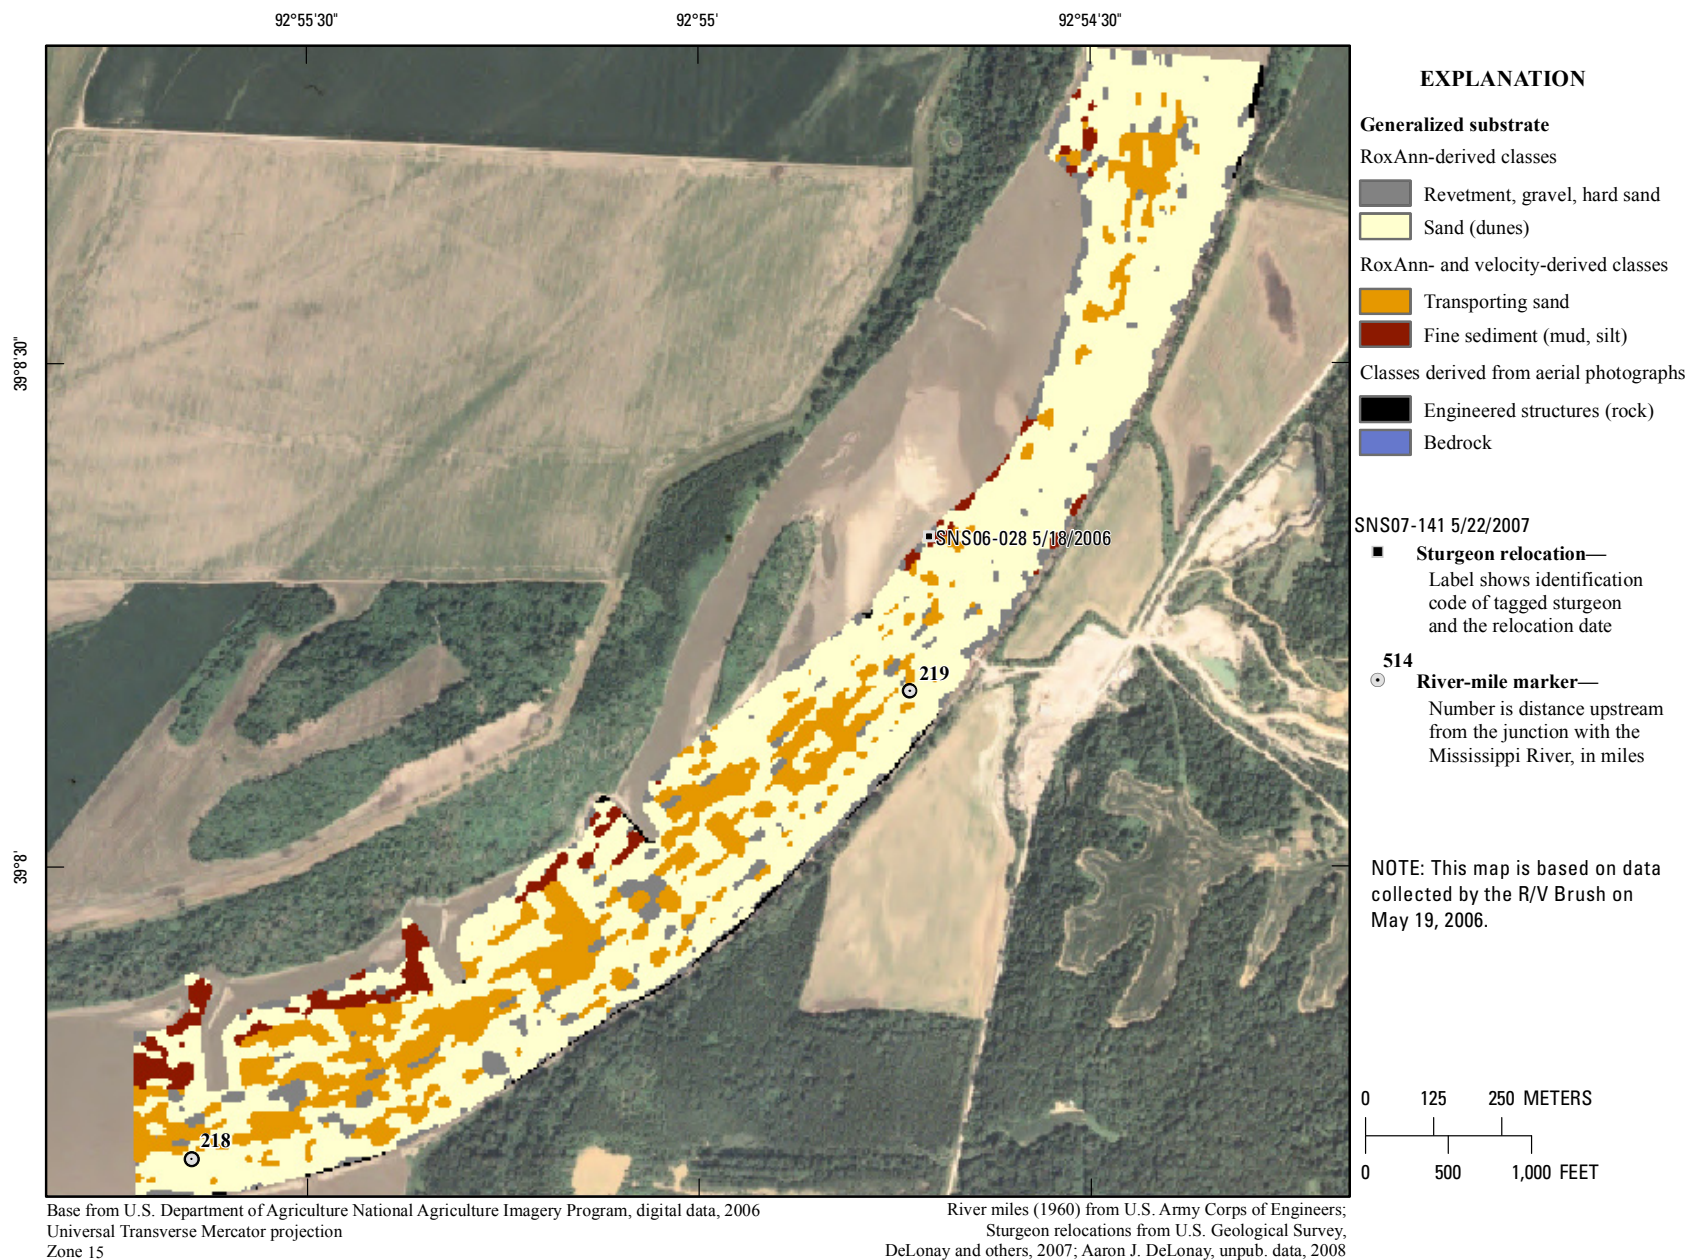 92°55'30"
92°55'
92°54'30"
39°8'30"
39°8'
SNS06-028 5/18/2006
219
218
EXPLANATION
Generalized substrate
RoxAnn-derived classes
Revetment, gravel, hard sand
Sand (dunes)
RoxAnn- and velocity-derived classes
Transporting sand
Fine sediment (mud, silt)
Classes derived from aerial photographs
Engineered structures (rock)
Bedrock
SNS07-141 5/22/2007
Sturgeon relocation—
Label shows identification
code of tagged sturgeon
and the relocation date
514
River-mile marker—
Number is distance upstream
from the junction with the
Mississippi River, in miles
NOTE: This map is based on data
collected by the R/V Brush on
May 19, 2006.
0 125 250 METERS
0 500 1,000 FEET
Base from U.S. Department of Agriculture National Agriculture Imagery Program, digital data, 2006
Universal Transverse Mercator projection
Zone 15
River miles (1960) from U.S. Army Corps of Engineers;
Sturgeon relocations from U.S. Geological Survey,
DeLonay and others, 2007; Aaron J. DeLonay, unpub. data, 2008